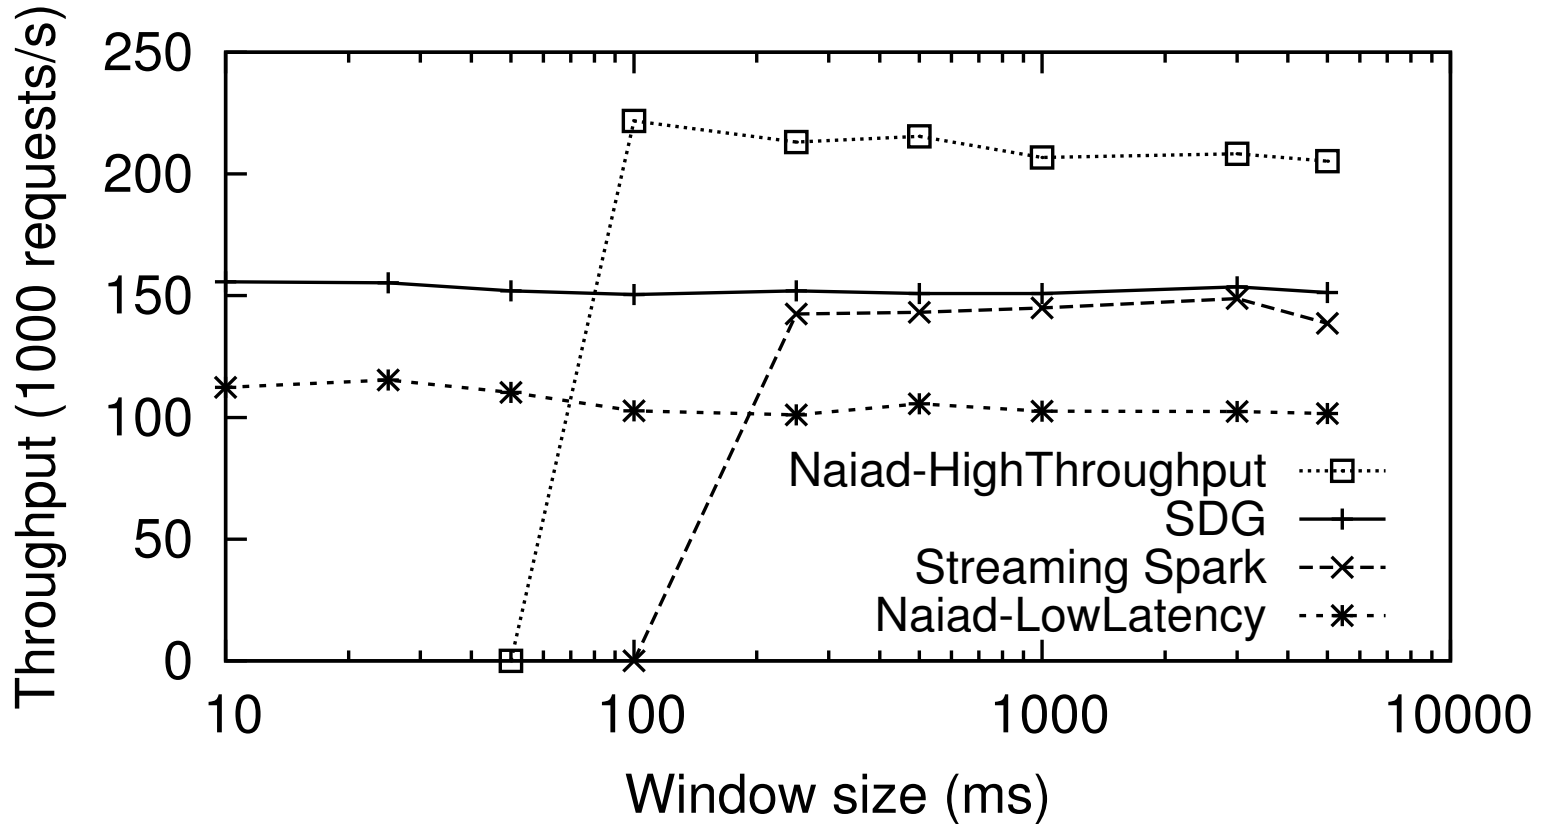 Throughput (1000 requests/s)
250
200
150
100
50
0
Naiad-HighThroughput
SDG
Streaming Spark
Naiad-LowLatency
10 100 1000 10000
Window size (ms)